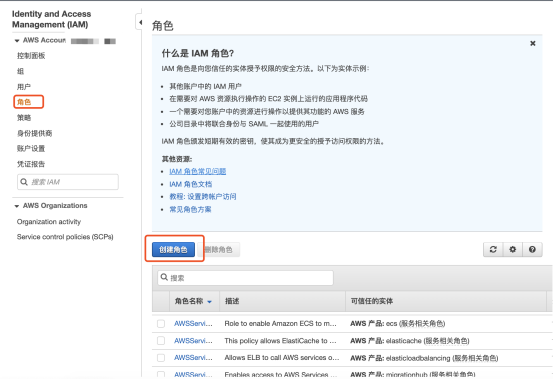 Identity and Access
Management (IAM)
AWS Account
控制面板
组
用户
角色
策略
身份提供商
账户设置
凭证报告
搜索 IAM
AWS Organizations
Organization activity
Service control policies (SCPs)
角色
什么是 IAM 角色?
IAM 角色是向您信任的实体授予权限的安全方法。以下为实体示例:
其他账户中的 IAM 用户
在需要对 AWS 资源执行操作的 EC2 实例上运行的应用程序代码
一个需要对您账户中的资源进行操作以提供其功能的 AWS 服务
公司目录中将联合身份与 SAML 一起使用的用户
IAM 角色颁发短期有效的密钥，使其成为更安全的授予访问权限的方法。
其他资源:
IAM 角色常见问题
IAM 角色文档
教程: 设置跨帐户访问
常见角色方案
创建角色
删除角色
搜索
角色名称 描述 可信任的实体
AWSServi... Role to enable Amazon ECS to m... AWS 产品: ecs (服务相关角色)
AWSServi... This policy allows ElastiCache to ... AWS 产品: elasticache (服务相关角色)
AWSServi... Allows ELB to call AWS services o... AWS 产品: elasticloadbalancing (服务相关角色)
AWSServi... Enables access to AWS Services ... AWS 产品: migrationhub (服务相关角色)